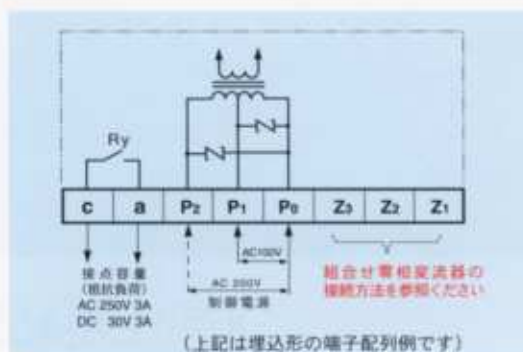 Ry
c a P2 P1 P0 Z3 Z2 Z1
AC100V
AC 200V
制御電源
接点容量
(抵抗負荷)
AC 250V 3A
DC 30V 3A
組合せ零相変流器の
接続方法を参照ください
(上記は埋込形の端子配列例です)